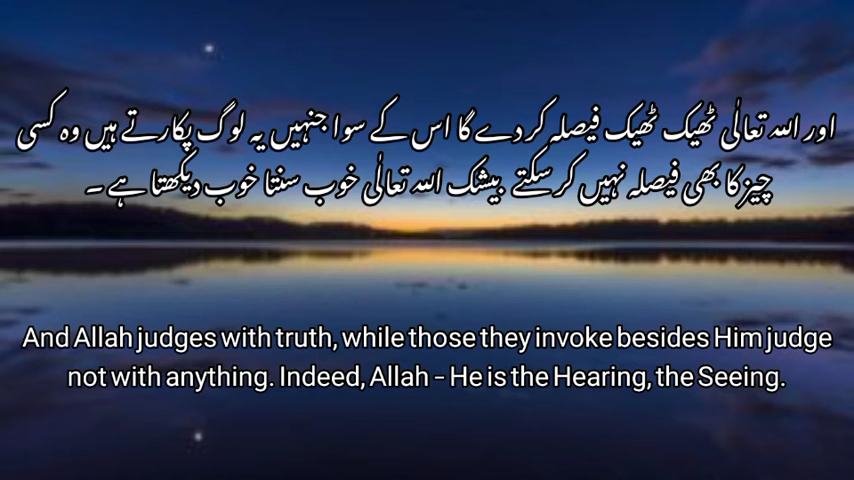 اور اللہ تعالٰی ٹھیک ٹھیک فیصلہ کر دے گا اس کے سوا جنہیں یہ لوگ پکارتے ہیں وہ کسی
چیز کا بھی فیصلہ نہیں کر سکتے بیشک اللہ تعالٰی خوب سنتا خوب دیکھتا ہے ۔
And Allah judges with truth, while those they invoke besides Him judge
not with anything. Indeed, Allah - He is the Hearing, the Seeing.